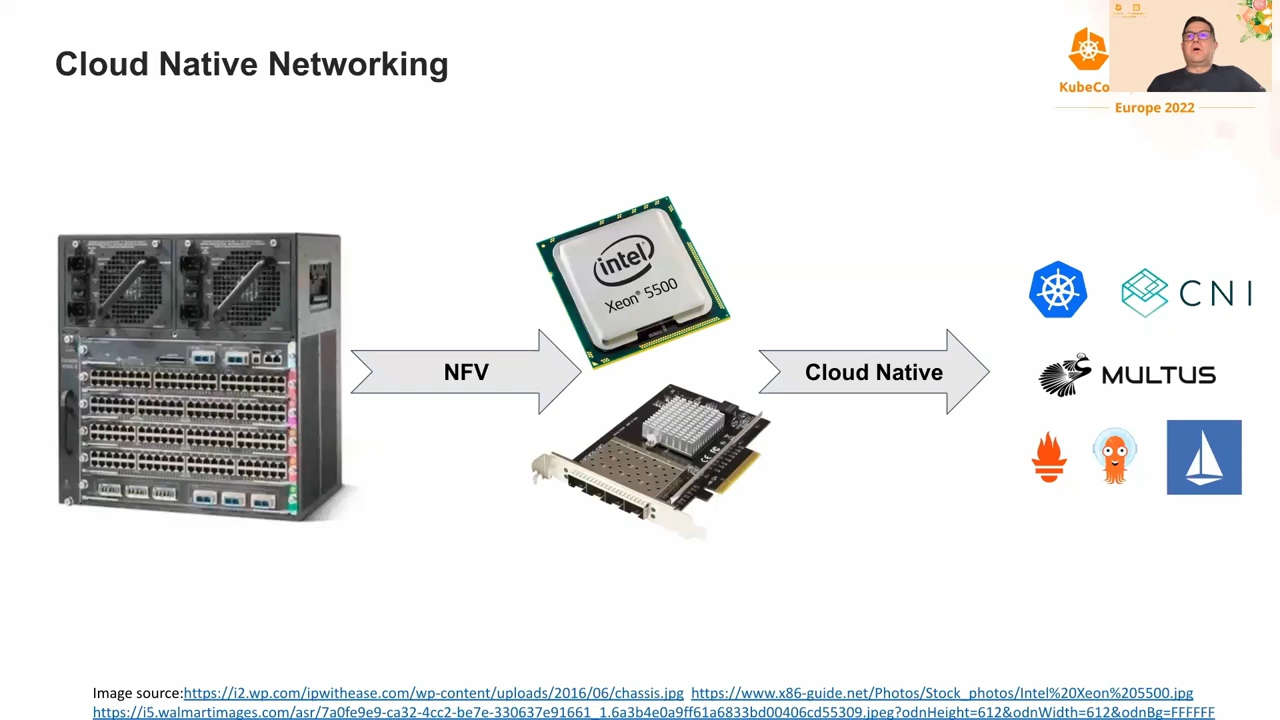 Cloud Native Networking
KubeCo
Europe 2022
intel
Xeon® 5500
NFV
Cloud Native
CNI
MULTUS
Image source:https://i2.wp.com/ipwithease.com/wp-content/uploads/2016/06/chassis.jpg https://www.x86-guide.net/Photos/Stock_photos/Intel%20Xeon%205500.jpg
https://i5.walmartimages.com/asr/7a0fe9e9-ca32-4cc2-be7e-330637e91661_1.6a3b4e0a9ff61a6833bd00406cd55309.jpeg?odnHeight=612&odnWidth=612&odnBg=FFFFFF